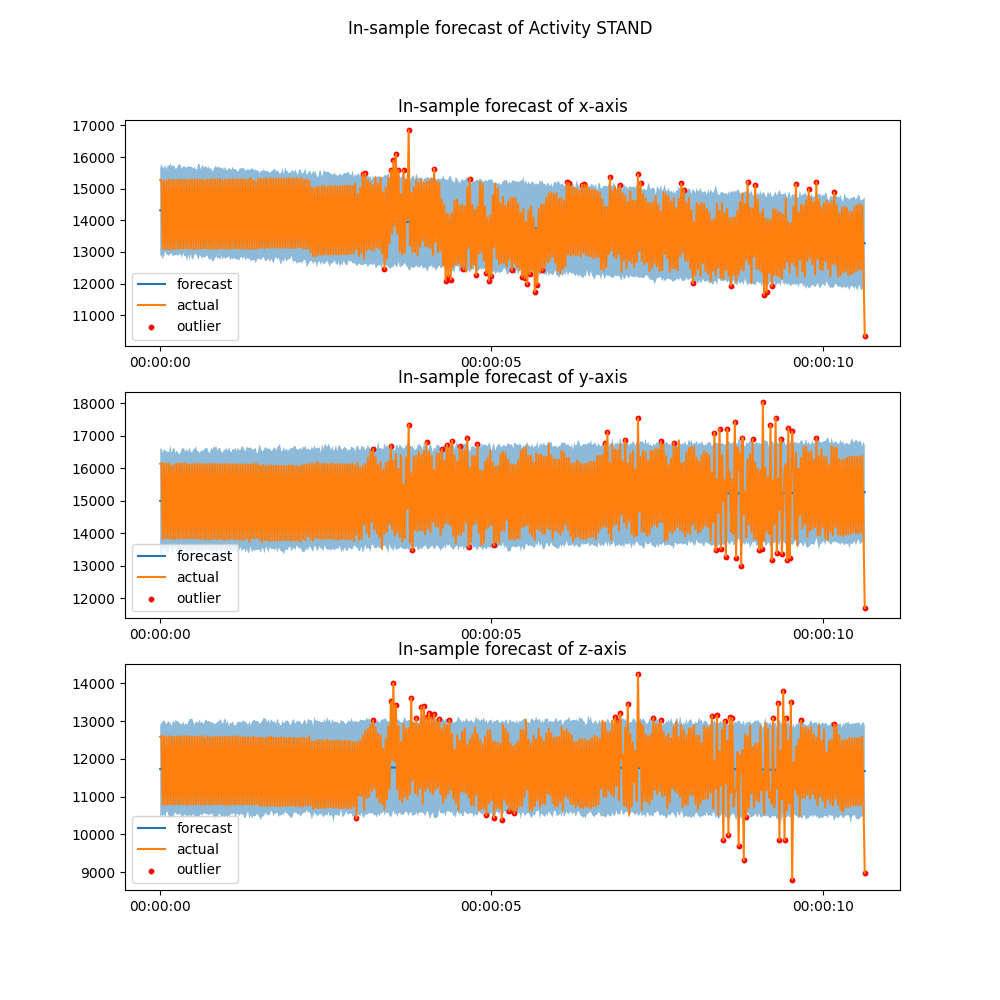 In-sample forecast of Activity STAND
In-sample forecast of x-axis
17000
16000
15000
14000
13000
12000
11000
forecast
actual
outlier
00:00:00 00:00:05 00:00:10
In-sample forecast of y-axis
18000
17000
16000
15000
14000
13000
12000
forecast
actual
outlier
00:00:00 00:00:05 00:00:10
In-sample forecast of z-axis
14000
13000
12000
11000
10000
9000
forecast
actual
outlier
00:00:00 00:00:05 00:00:10